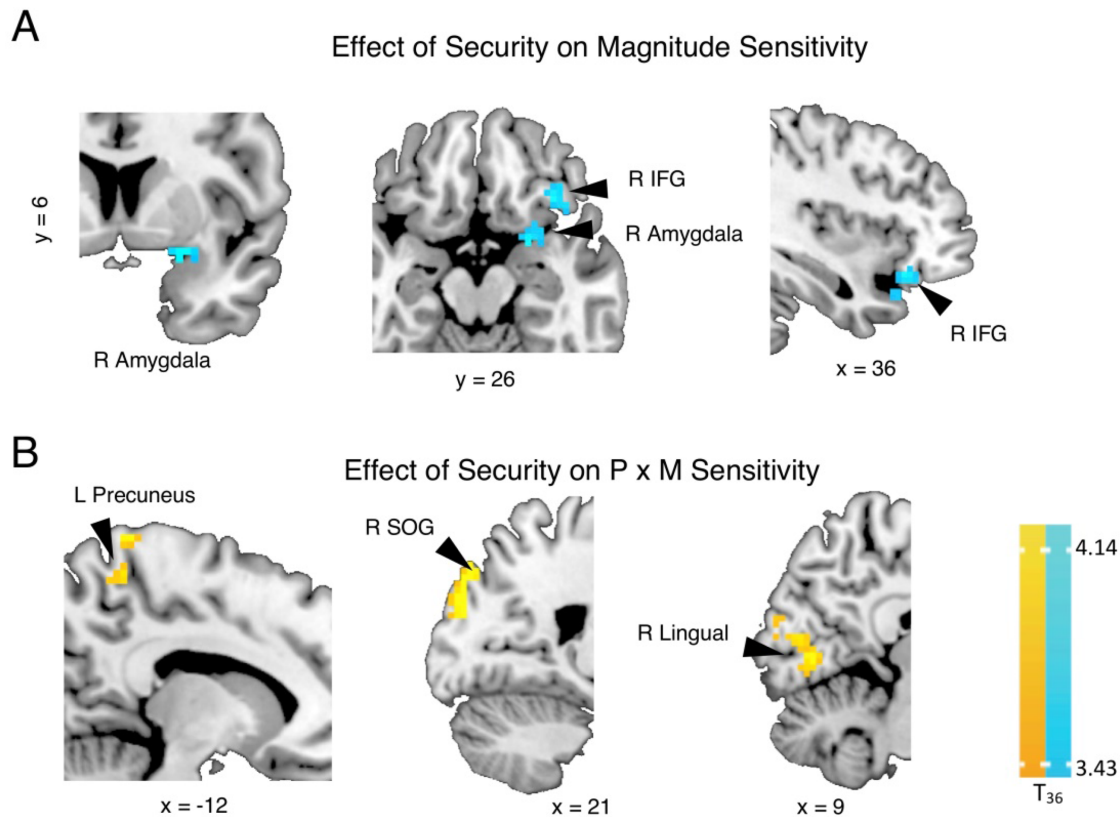 A
Effect of Security on Magnitude Sensitivity
y = 6
R Amygdala
R IFG
R Amygdala
y = 26
R IFG
x = 36
B
Effect of Security on P x M Sensitivity
L Precuneus
x = -12
R SOG
x = 21
R Lingual
x = 9
4.14
3.43
T36